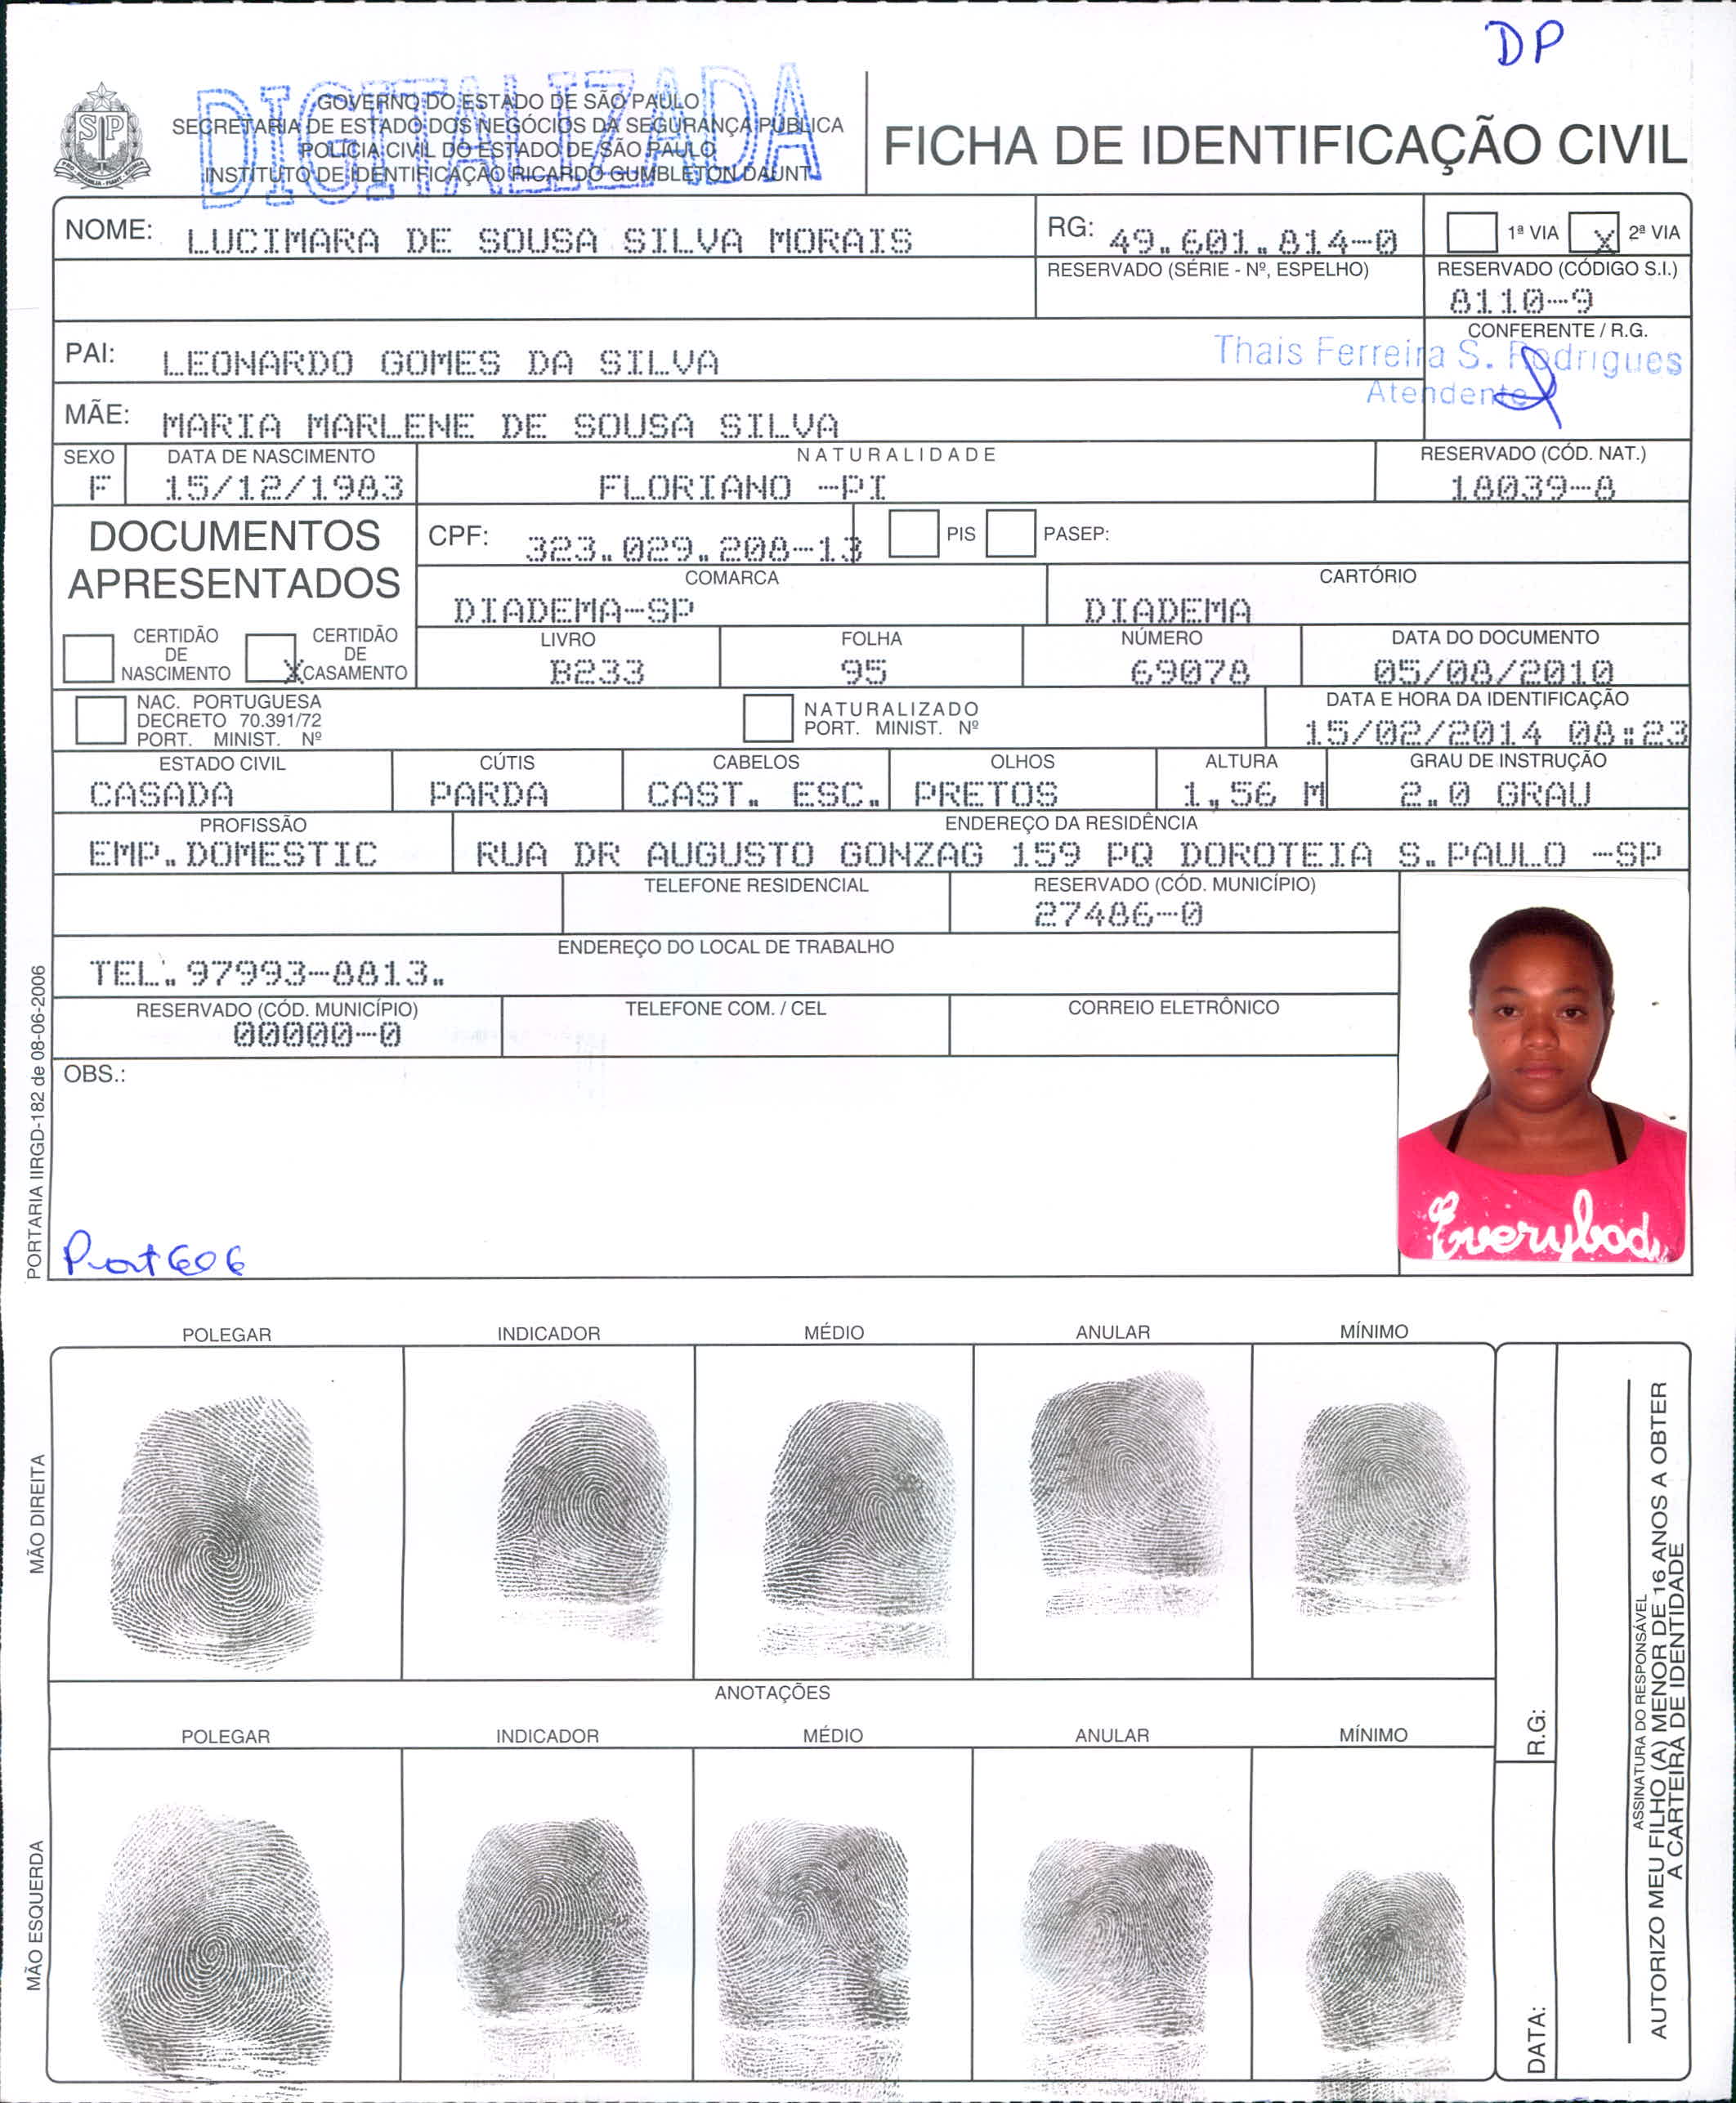 DP
DIGITALIZADA
GOVERNO DO ESTADO DE SÃO PAULO
SECRETARIA DE ESTADO DOS NEGÓCIOS DA SEGURANÇA PÚBLICA
POLÍCIA CIVIL DO ESTADO DE SÃO PAULO
INSTITUTO DE IDENTIFICAÇÃO RICARDO GUMBLETON DAUNT
FICHA DE IDENTIFICAÇÃO CIVIL
NOME: LUCIMARA DE SOUSA SILVA MORAIS
RG: 49.601.814-0
1ª VIA X 2ª VIA
RESERVADO (SÉRIE - Nº, ESPELHO)
RESERVADO (CÓDIGO S.I.)
8110-9
CONFERENTE / R.G.
Thais Ferreira S. Rodrigues
Atendente
PAI: LEONARDO GOMES DA SILVA
MÃE: MARIA MARLENE DE SOUSA SILVA
SEXO DATA DE NASCIMENTO NATURALIDADE RESERVADO (CÓD. NAT.)
F 15/12/1983 FLORIANO -PI 18039-8
DOCUMENTOS
APRESENTADOS
CPF: 323.029.208-13 PIS PASEP:
COMARCA CARTÓRIO
DIADEMA-SP DIADEMA
CERTIDÃO
DE
NASCIMENTO
X CERTIDÃO
DE
CASAMENTO
LIVRO FOLHA NÚMERO DATA DO DOCUMENTO
B233 95 69078 05/08/2010
NAC. PORTUGUESA
DECRETO 70.391/72
PORT. MINIST. Nº
NATURALIZADO
PORT. MINIST. Nº
DATA E HORA DA IDENTIFICAÇÃO
15/02/2014 08:23
ESTADO CIVIL CÚTIS CABELOS OLHOS ALTURA GRAU DE INSTRUÇÃO
CASADA PARDA CAST. ESC. PRETOS 1,56 M 2.0 GRAU
PROFISSÃO ENDEREÇO DA RESIDÊNCIA
EMP.DOMESTIC RUA DR AUGUSTO GONZAG 159 PQ DOROTEIA S.PAULO -SP
TELEFONE RESIDENCIAL RESERVADO (CÓD. MUNICÍPIO)
27486-0
ENDEREÇO DO LOCAL DE TRABALHO
TEL.97993-8813.
RESERVADO (CÓD. MUNICÍPIO) TELEFONE COM. / CEL CORREIO ELETRÔNICO
00000-0
OBS.:
Port 606
Everybody
PORTARIA IIRGD-182 de 08-06-2006
POLEGAR INDICADOR MÉDIO ANULAR MÍNIMO
MÃO DIREITA
ANOTAÇÕES
POLEGAR INDICADOR MÉDIO ANULAR MÍNIMO
MÃO ESQUERDA
R.G:
DATA:
ASSINATURA DO RESPONSÁVEL
AUTORIZO MEU FILHO (A) MENOR DE 16 ANOS A OBTER
A CARTEIRA DE IDENTIDADE